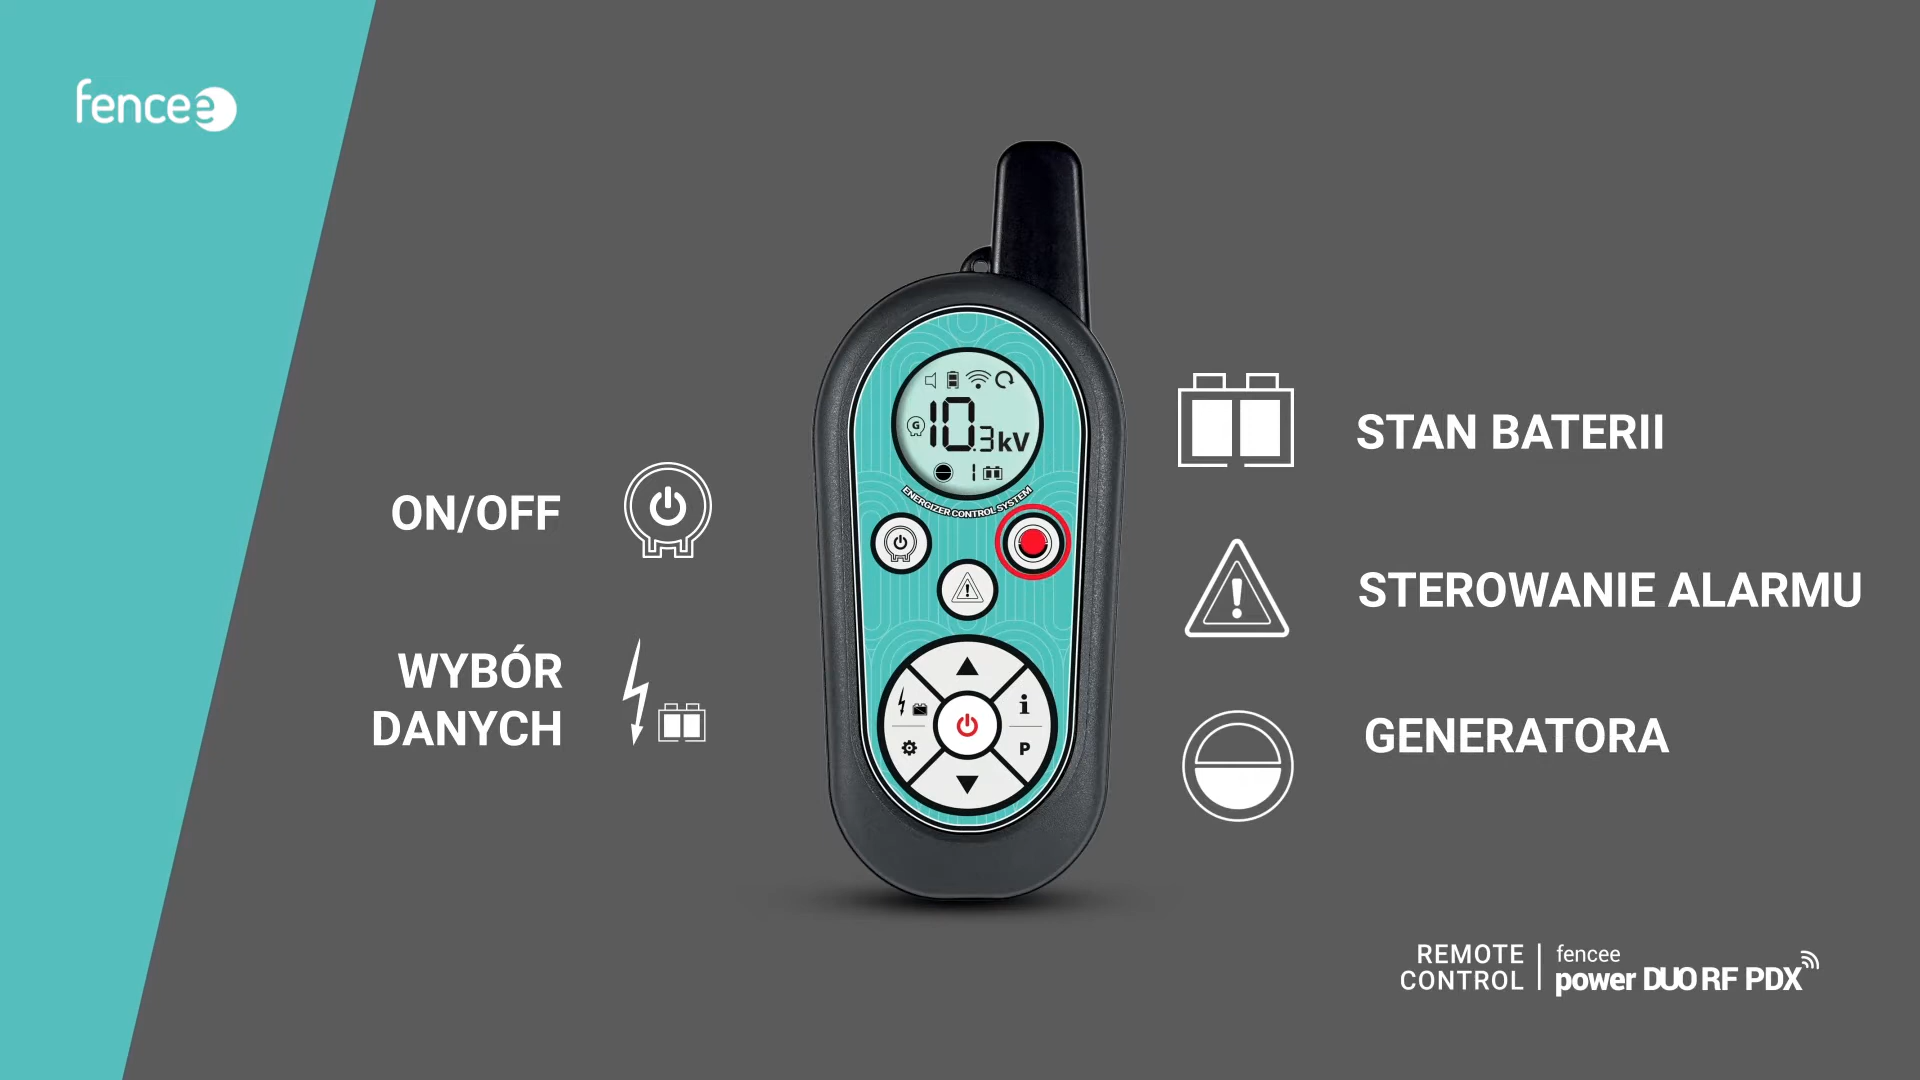 fencee
G 10.3kV
1
ENERGIZER CONTROL SYSTEM
ON/OFF
WYBÓR
DANYCH
i
P
STAN BATERII
STEROWANIE ALARMU
GENERATORA
REMOTE
CONTROL
fencee
power DUO RF PDX